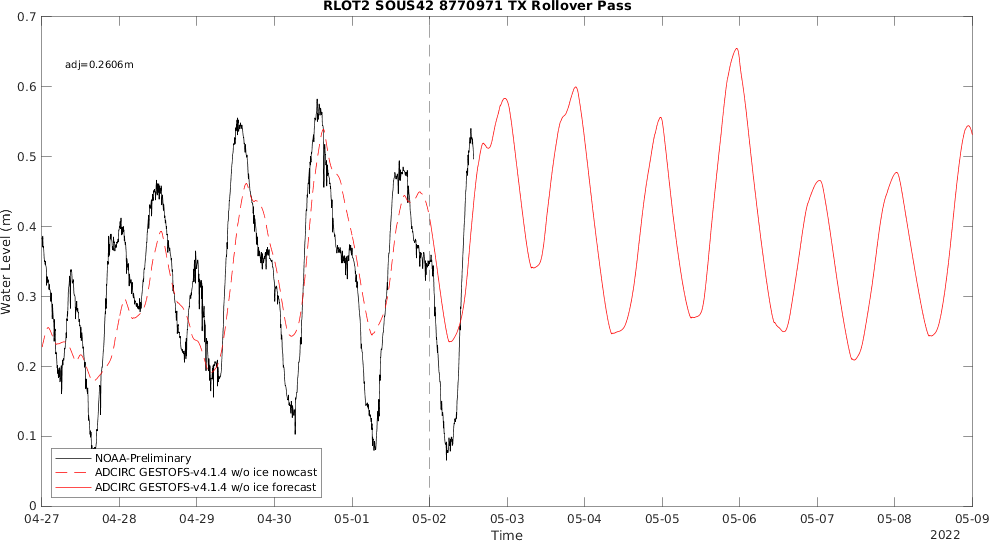 RLOT2 SOUS42 8770971 TX Rollover Pass
adj=0.2606m
Water Level (m)
0.7
0.6
0.5
0.4
0.3
0.2
0.1
0
NOAA-Preliminary
ADCIRC GESTOFS-v4.1.4 w/o ice nowcast
ADCIRC GESTOFS-v4.1.4 w/o ice forecast
04-27 04-28 04-29 04-30 05-01 05-02 05-03 05-04 05-05 05-06 05-07 05-08 05-09
Time
2022